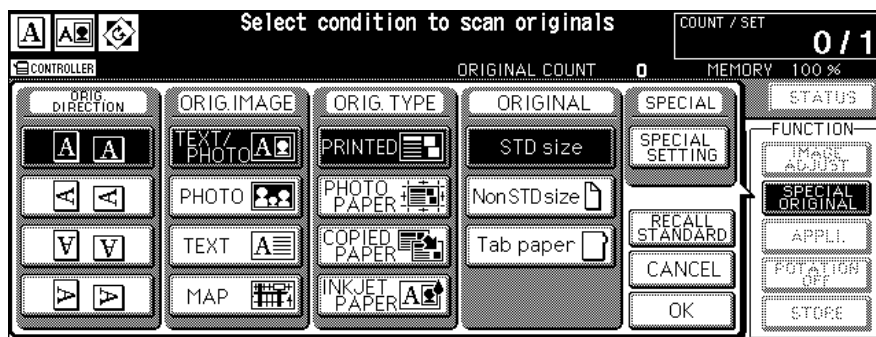 Select condition to scan originals
COUNT / SET
0 / 1
CONTROLLER
ORIGINAL COUNT 0 MEMORY 100 %
ORIG. DIRECTION
ORIG. IMAGE
TEXT/PHOTO
PHOTO
TEXT
MAP
ORIG. TYPE
PRINTED
PHOTO PAPER
COPIED PAPER
INKJET PAPER
ORIGINAL
STD size
NonSTDsize
Tab paper
SPECIAL
SPECIAL SETTING
RECALL STANDARD
CANCEL
OK
STATUS
FUNCTION
IMAGE ADJUST
SPECIAL ORIGINAL
APPLI.
ROTATION OFF
STORE